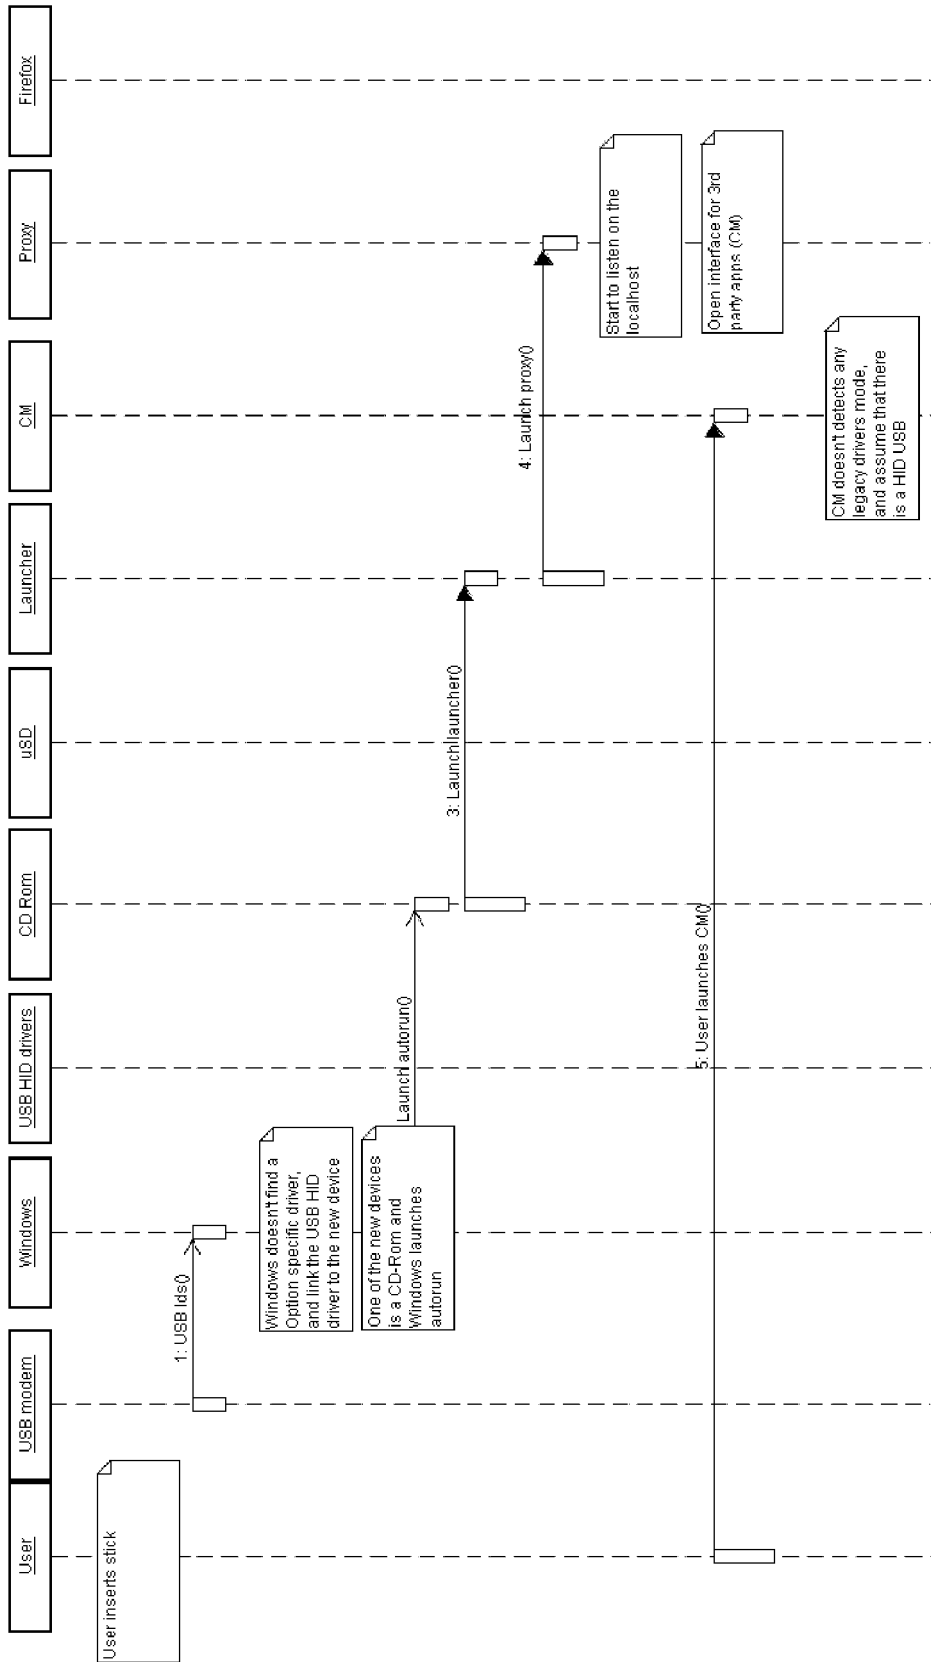 User
USB modem
Windows
USB HID drivers
CD Rom
uSD
Launcher
CM
Proxy
Firefox
User inserts stick
1: USB Ids()
Windows doesn't find a
Option specific driver,
and link the USB HID
driver to the new device
One of the new devices
is a CD-Rom and
Windows launches
autorun
Launch autorun()
3: Launch launcher()
4: Launch proxy()
Start to listen on the
localhost
Open interface for 3rd
party apps (CM)
5: User launches CM()
CM doesn't detects any
legacy drivers mode,
and assume that there
is a HID USB